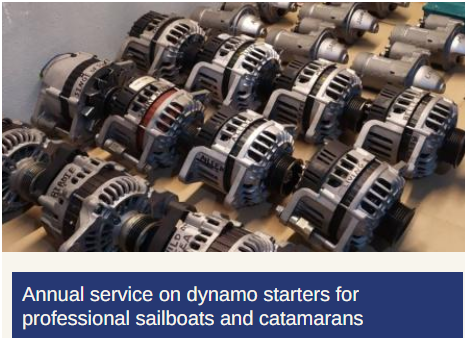 Annual service on dynamo starters for
professional sailboats and catamarans